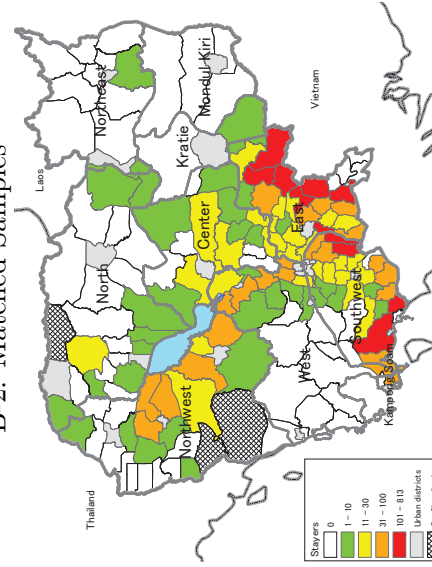 B-2: Matched Samples
Laos
Thailand
Vietnam
Northeast
Mondul Kiri
Kratie
North
Center
East
Northwest
West
Southwest
Kampong Soam
Stayers
0
1 – 10
11 – 30
31 – 100
101 – 813
Urban districts